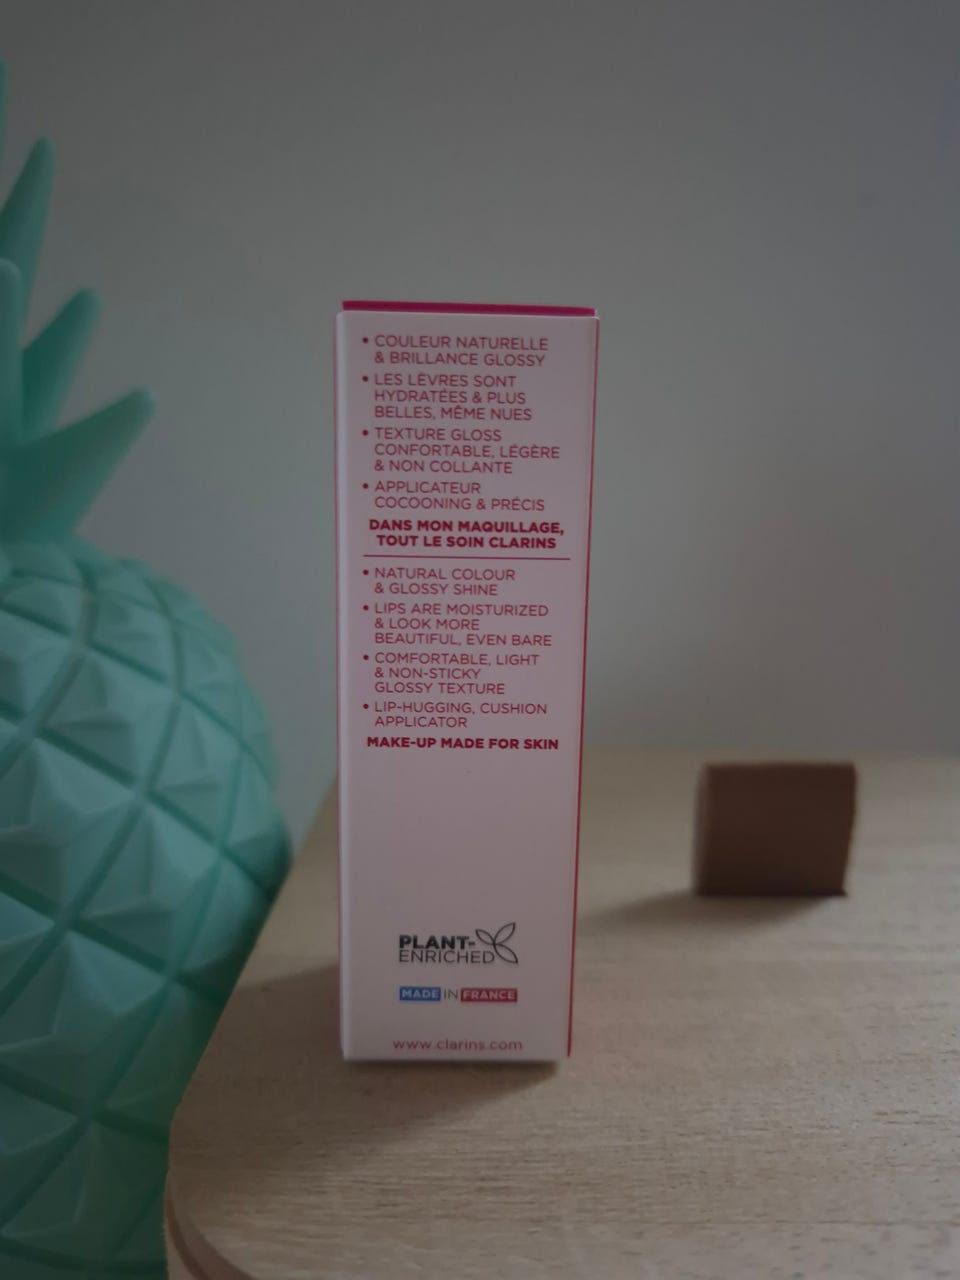 • COULEUR NATURELLE
& BRILLANCE GLOSSY
• LES LÈVRES SONT
HYDRATÉES & PLUS
BELLES, MÊME NUES
• TEXTURE GLOSS
CONFORTABLE, LÉGÈRE
& NON COLLANTE
• APPLICATEUR
COCOONING & PRÉCIS
DANS MON MAQUILLAGE,
TOUT LE SOIN CLARINS
• NATURAL COLOUR
& GLOSSY SHINE
• LIPS ARE MOISTURIZED
& LOOK MORE
BEAUTIFUL, EVEN BARE
• COMFORTABLE, LIGHT
& NON-STICKY
GLOSSY TEXTURE
• LIP-HUGGING, CUSHION
APPLICATOR
MAKE-UP MADE FOR SKIN
PLANT-
ENRICHED
MADE IN FRANCE
www.clarins.com